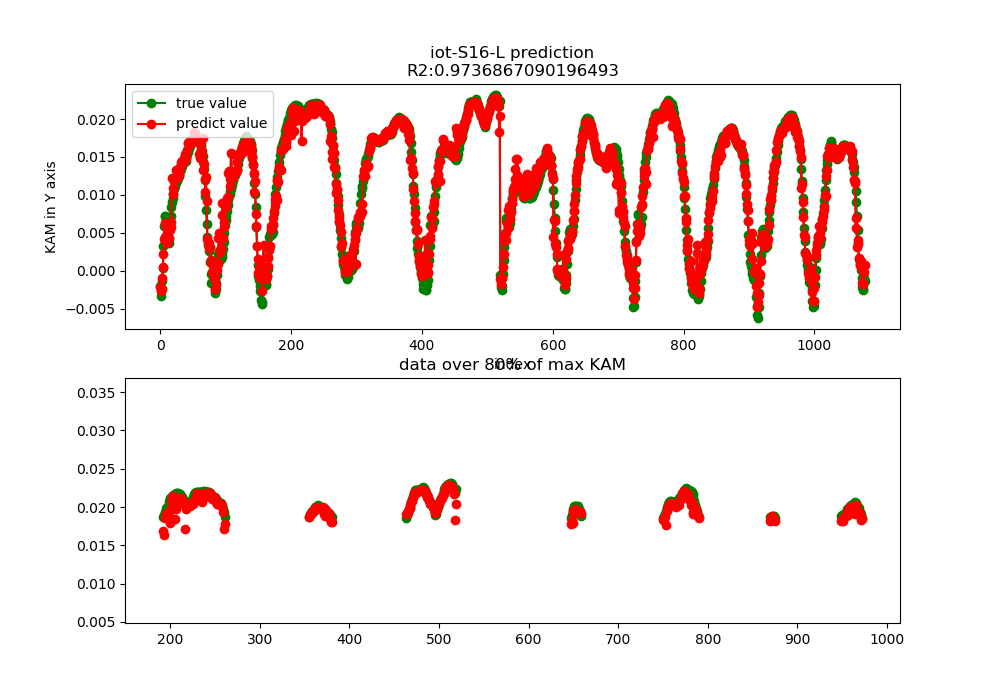 iot-S16-L prediction
R2:0.9736867090196493
true value
predict value
KAM in Y axis
0.020
0.015
0.010
0.005
0.000
−0.005
0 200 400 600 800 1000
index
data over 80% of max KAM
0.035
0.030
0.025
0.020
0.015
0.010
0.005
200 300 400 500 600 700 800 900 1000